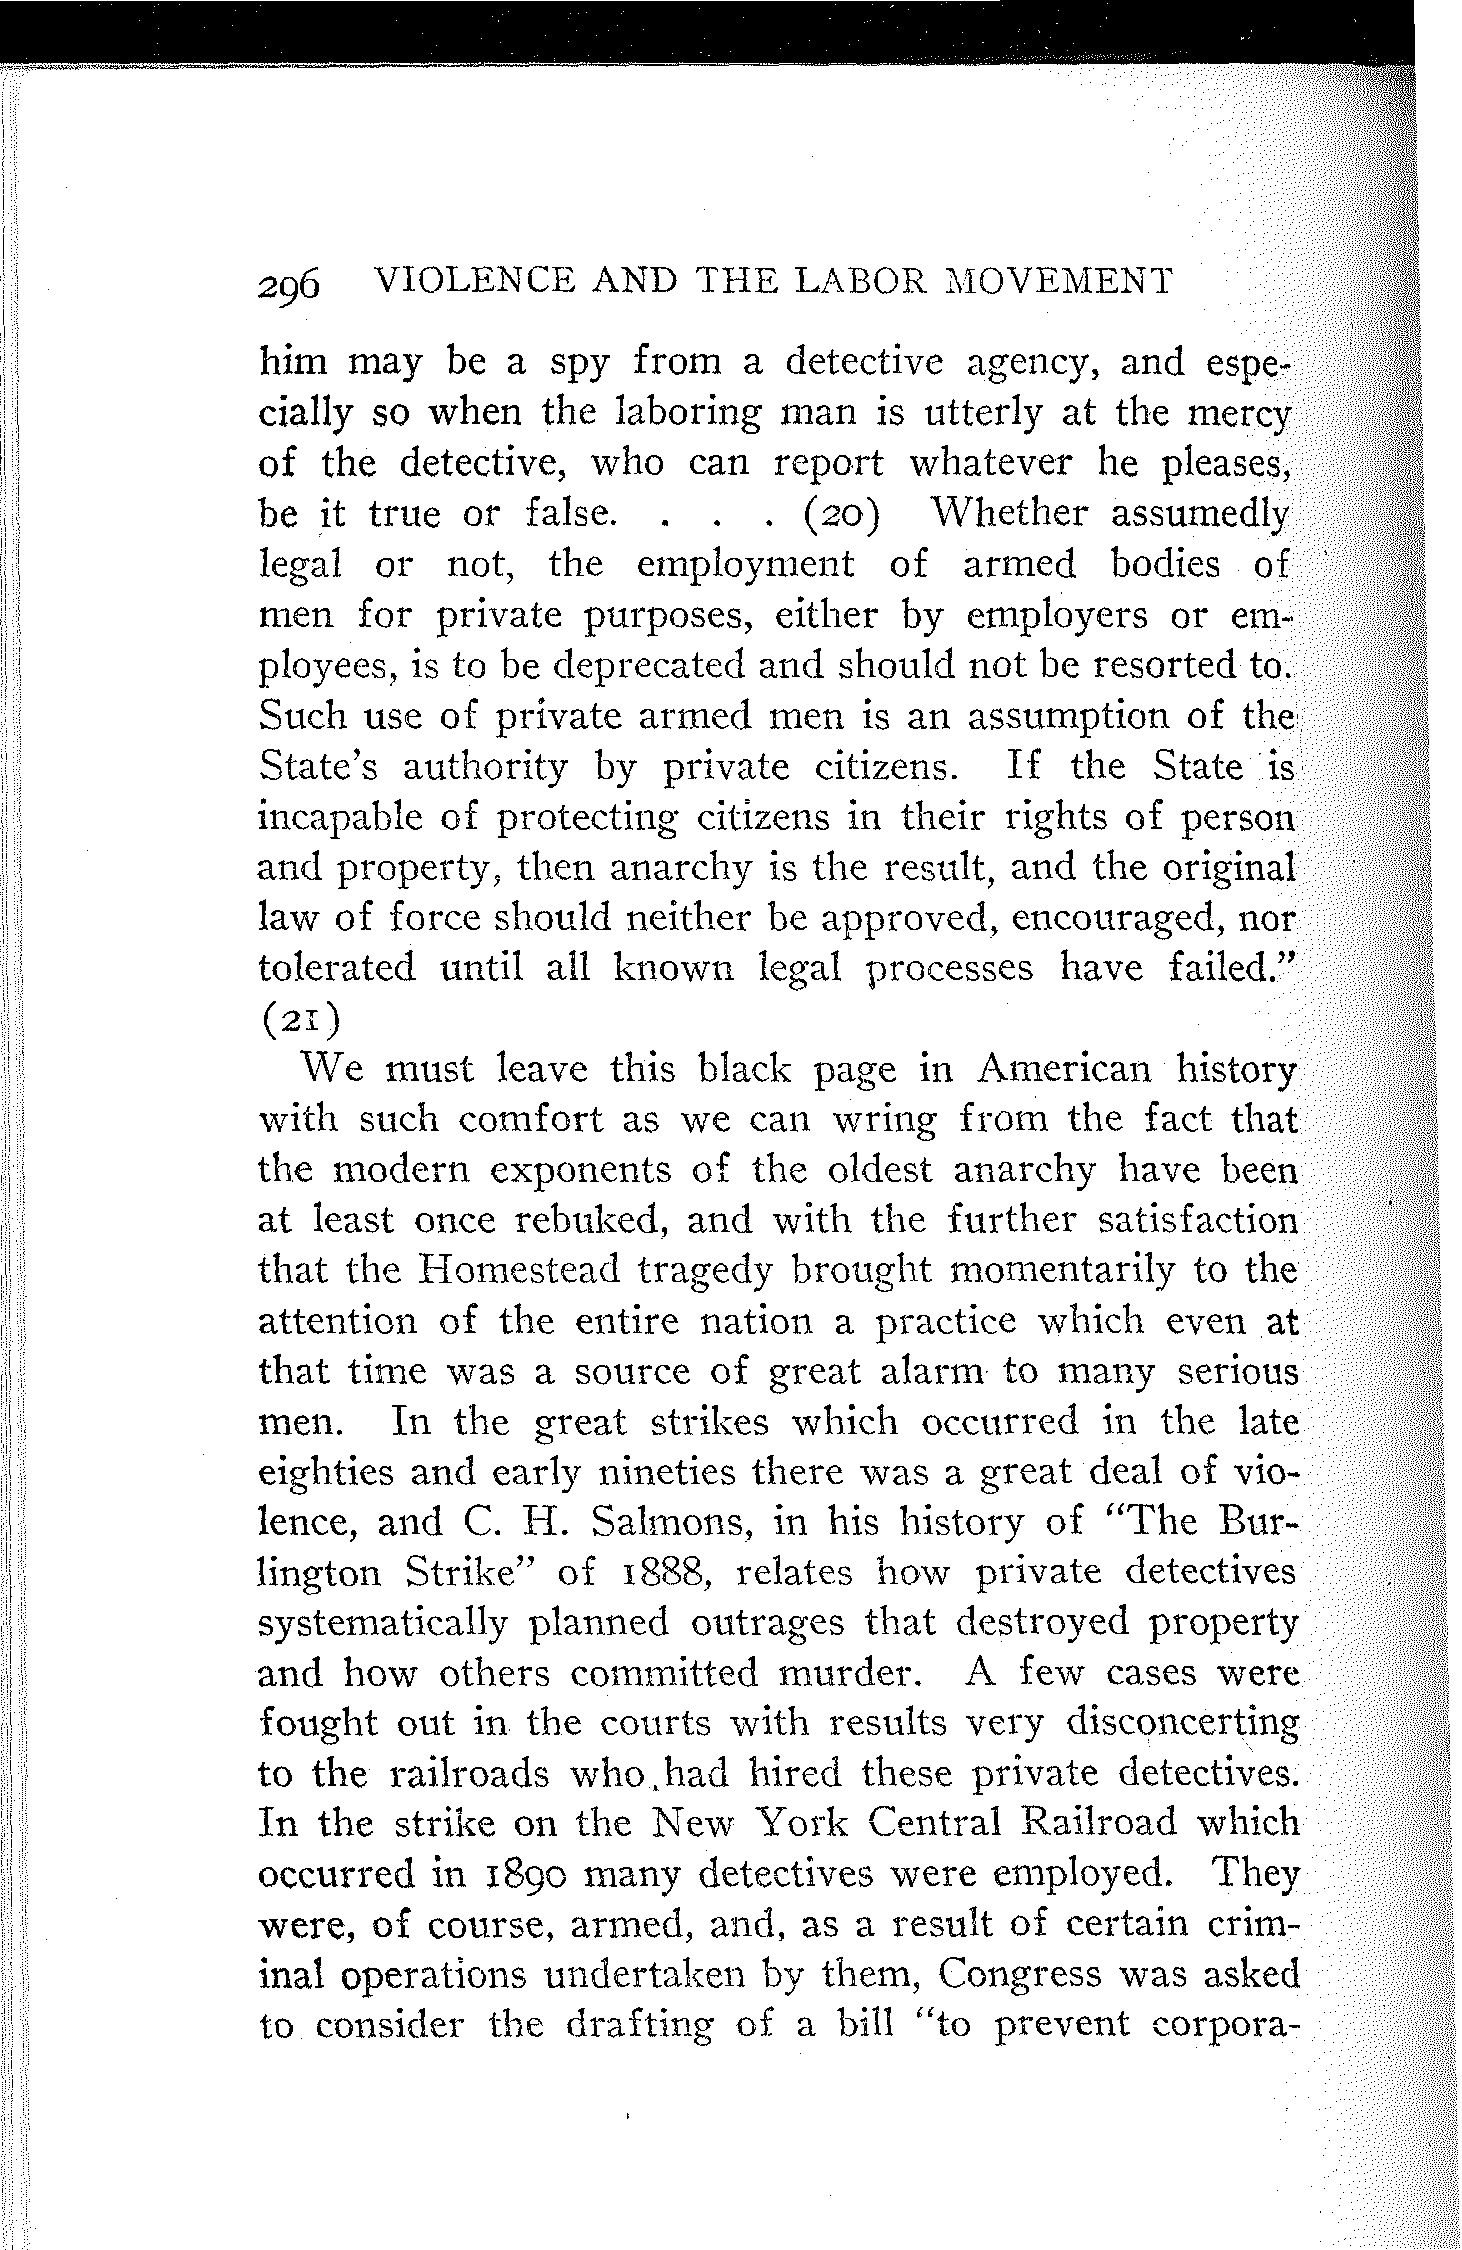 296 VIOLENCE AND THE LABOR MOVEMENT
him may be a spy from a detective agency, and espe-
cially so when the laboring man is utterly at the mercy
of the detective, who can report whatever he pleases,
be it true or false. . . . (20) Whether assumedly
legal or not, the employment of armed bodies of
men for private purposes, either by employers or em-
ployees, is to be deprecated and should not be resorted to.
Such use of private armed men is an assumption of the
State's authority by private citizens. If the State is
incapable of protecting citizens in their rights of person
and property, then anarchy is the result, and the original
law of force should neither be approved, encouraged, nor
tolerated until all known legal processes have failed."
(21)
We must leave this black page in American history
with such comfort as we can wring from the fact that
the modern exponents of the oldest anarchy have been
at least once rebuked, and with the further satisfaction
that the Homestead tragedy brought momentarily to the
attention of the entire nation a practice which even at
that time was a source of great alarm to many serious
men. In the great strikes which occurred in the late
eighties and early nineties there was a great deal of vio-
lence, and C. H. Salmons, in his history of "The Bur-
lington Strike" of 1888, relates how private detectives
systematically planned outrages that destroyed property
and how others committed murder. A few cases were
fought out in the courts with results very disconcerting
to the railroads who had hired these private detectives.
In the strike on the New York Central Railroad which
occurred in 1890 many detectives were employed. They
were, of course, armed, and, as a result of certain crim-
inal operations undertaken by them, Congress was asked
to consider the drafting of a bill "to prevent corpora-